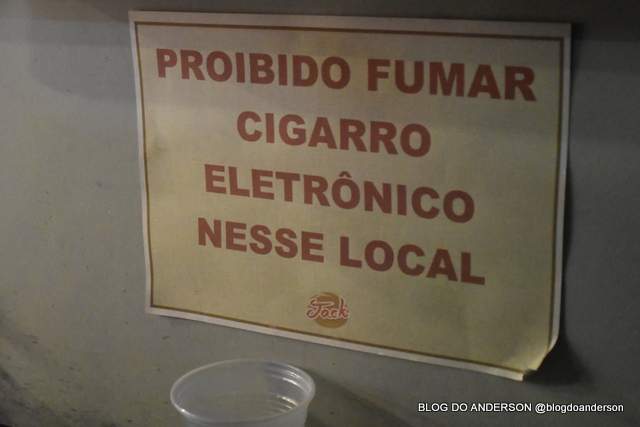 PROIBIDO FUMAR
CIGARRO
ELETRÔNICO
NESSE LOCAL
Jack
BLOG DO ANDERSON @blogdoanderson